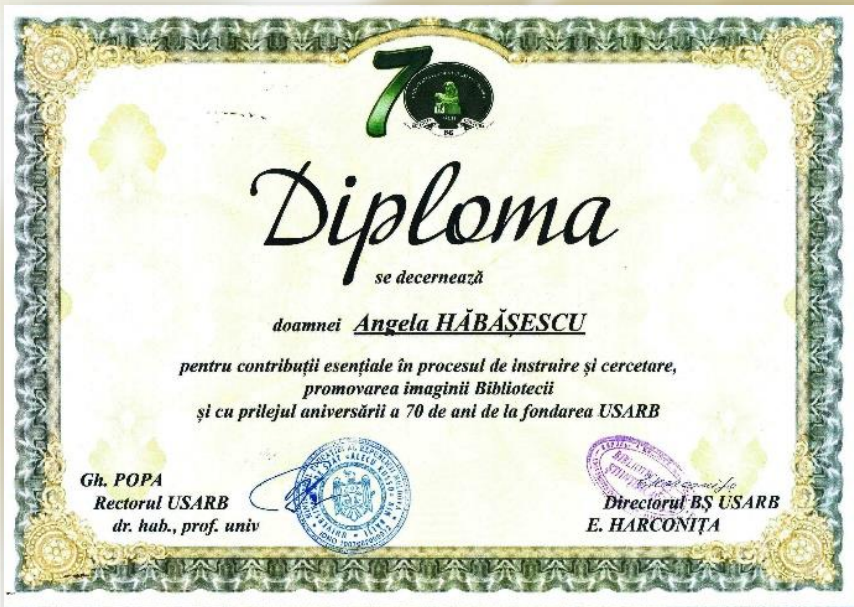 70
Diploma
se decernează
doamnei Angela HĂBĂȘESCU
pentru contribuții esențiale în procesul de instruire și cercetare,
promovarea imaginii Bibliotecii
și cu prilejul aniversării a 70 de ani de la fondarea USARB
Gh. POPA
Rectorul USARB
dr. hab., prof. univ
Directorul BȘ USARB
E. HARCONIȚA